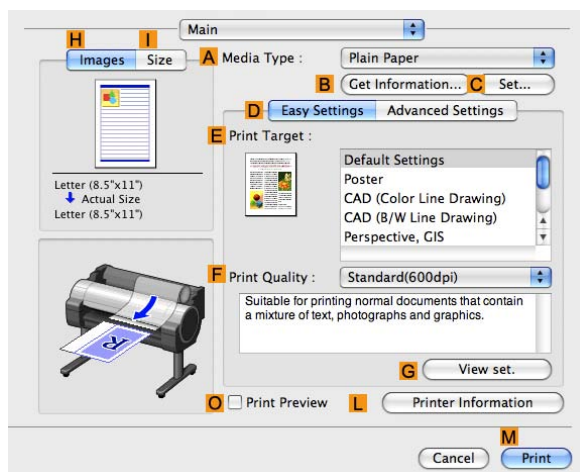 Main
H I
Images Size
A Media Type : Plain Paper
B Get Information... C Set...
D Easy Settings Advanced Settings
E Print Target :
Default Settings
Poster
CAD (Color Line Drawing)
CAD (B/W Line Drawing)
Perspective, GIS
Letter (8.5"x11")
Actual Size
Letter (8.5"x11")
F Print Quality : Standard(600dpi)
Suitable for printing normal documents that contain
a mixture of text, photographs and graphics.
G View set.
O Print Preview L Printer Information
M
Cancel Print